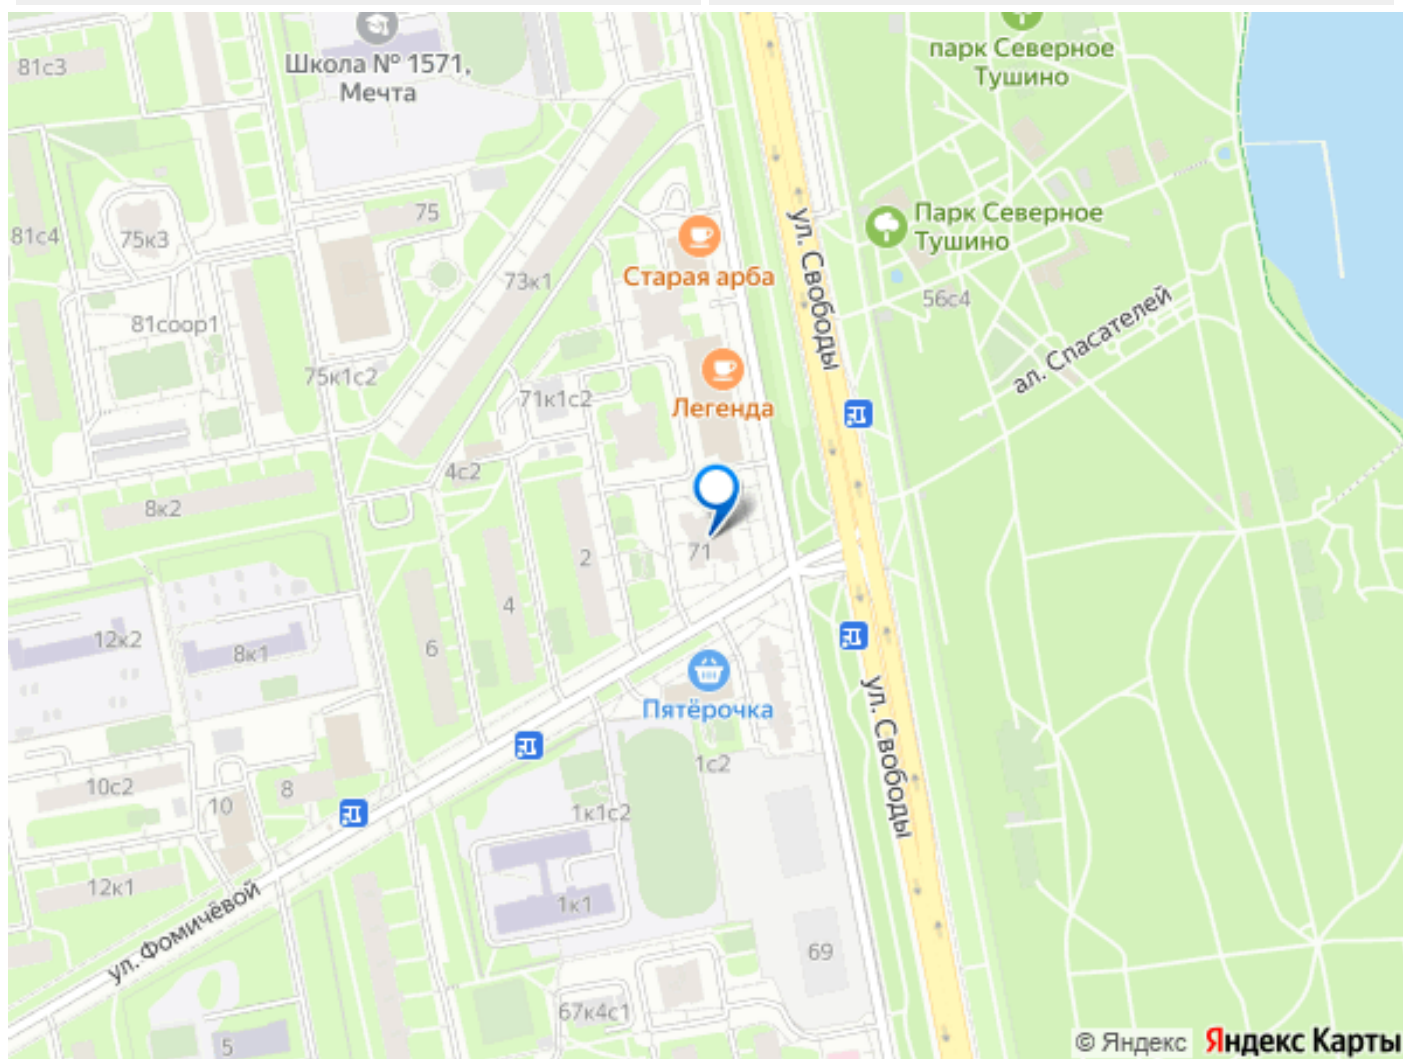 81с3
Школа № 1571,
Мечта
парк Северное
Тушино
81с4
75к3
75
73к1
Старая арба
ул. Свободы
Парк Северное
Тушино
56с4
ал. Спасателей
81соор1
75к1с2
71к1с2
Легенда
4с2
8к2
2
71
4
6
12к2
8к1
Пятёрочка
ул. Свободы
1с2
10с2
10
8
1к1с2
12к1
1к1
ул. Фомичёвой
69
67к4с1
5
© Яндекс Яндекс Карты